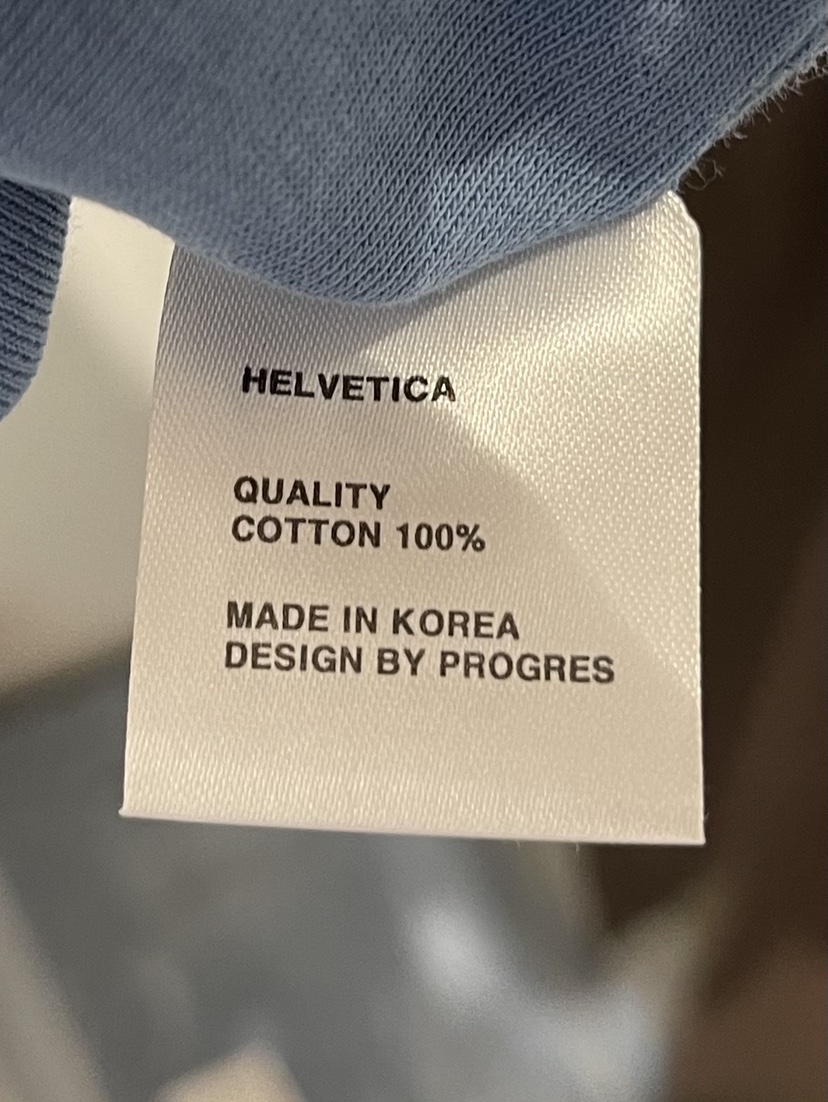 HELVETICA
QUALITY
COTTON 100%
MADE IN KOREA
DESIGN BY PROGRES